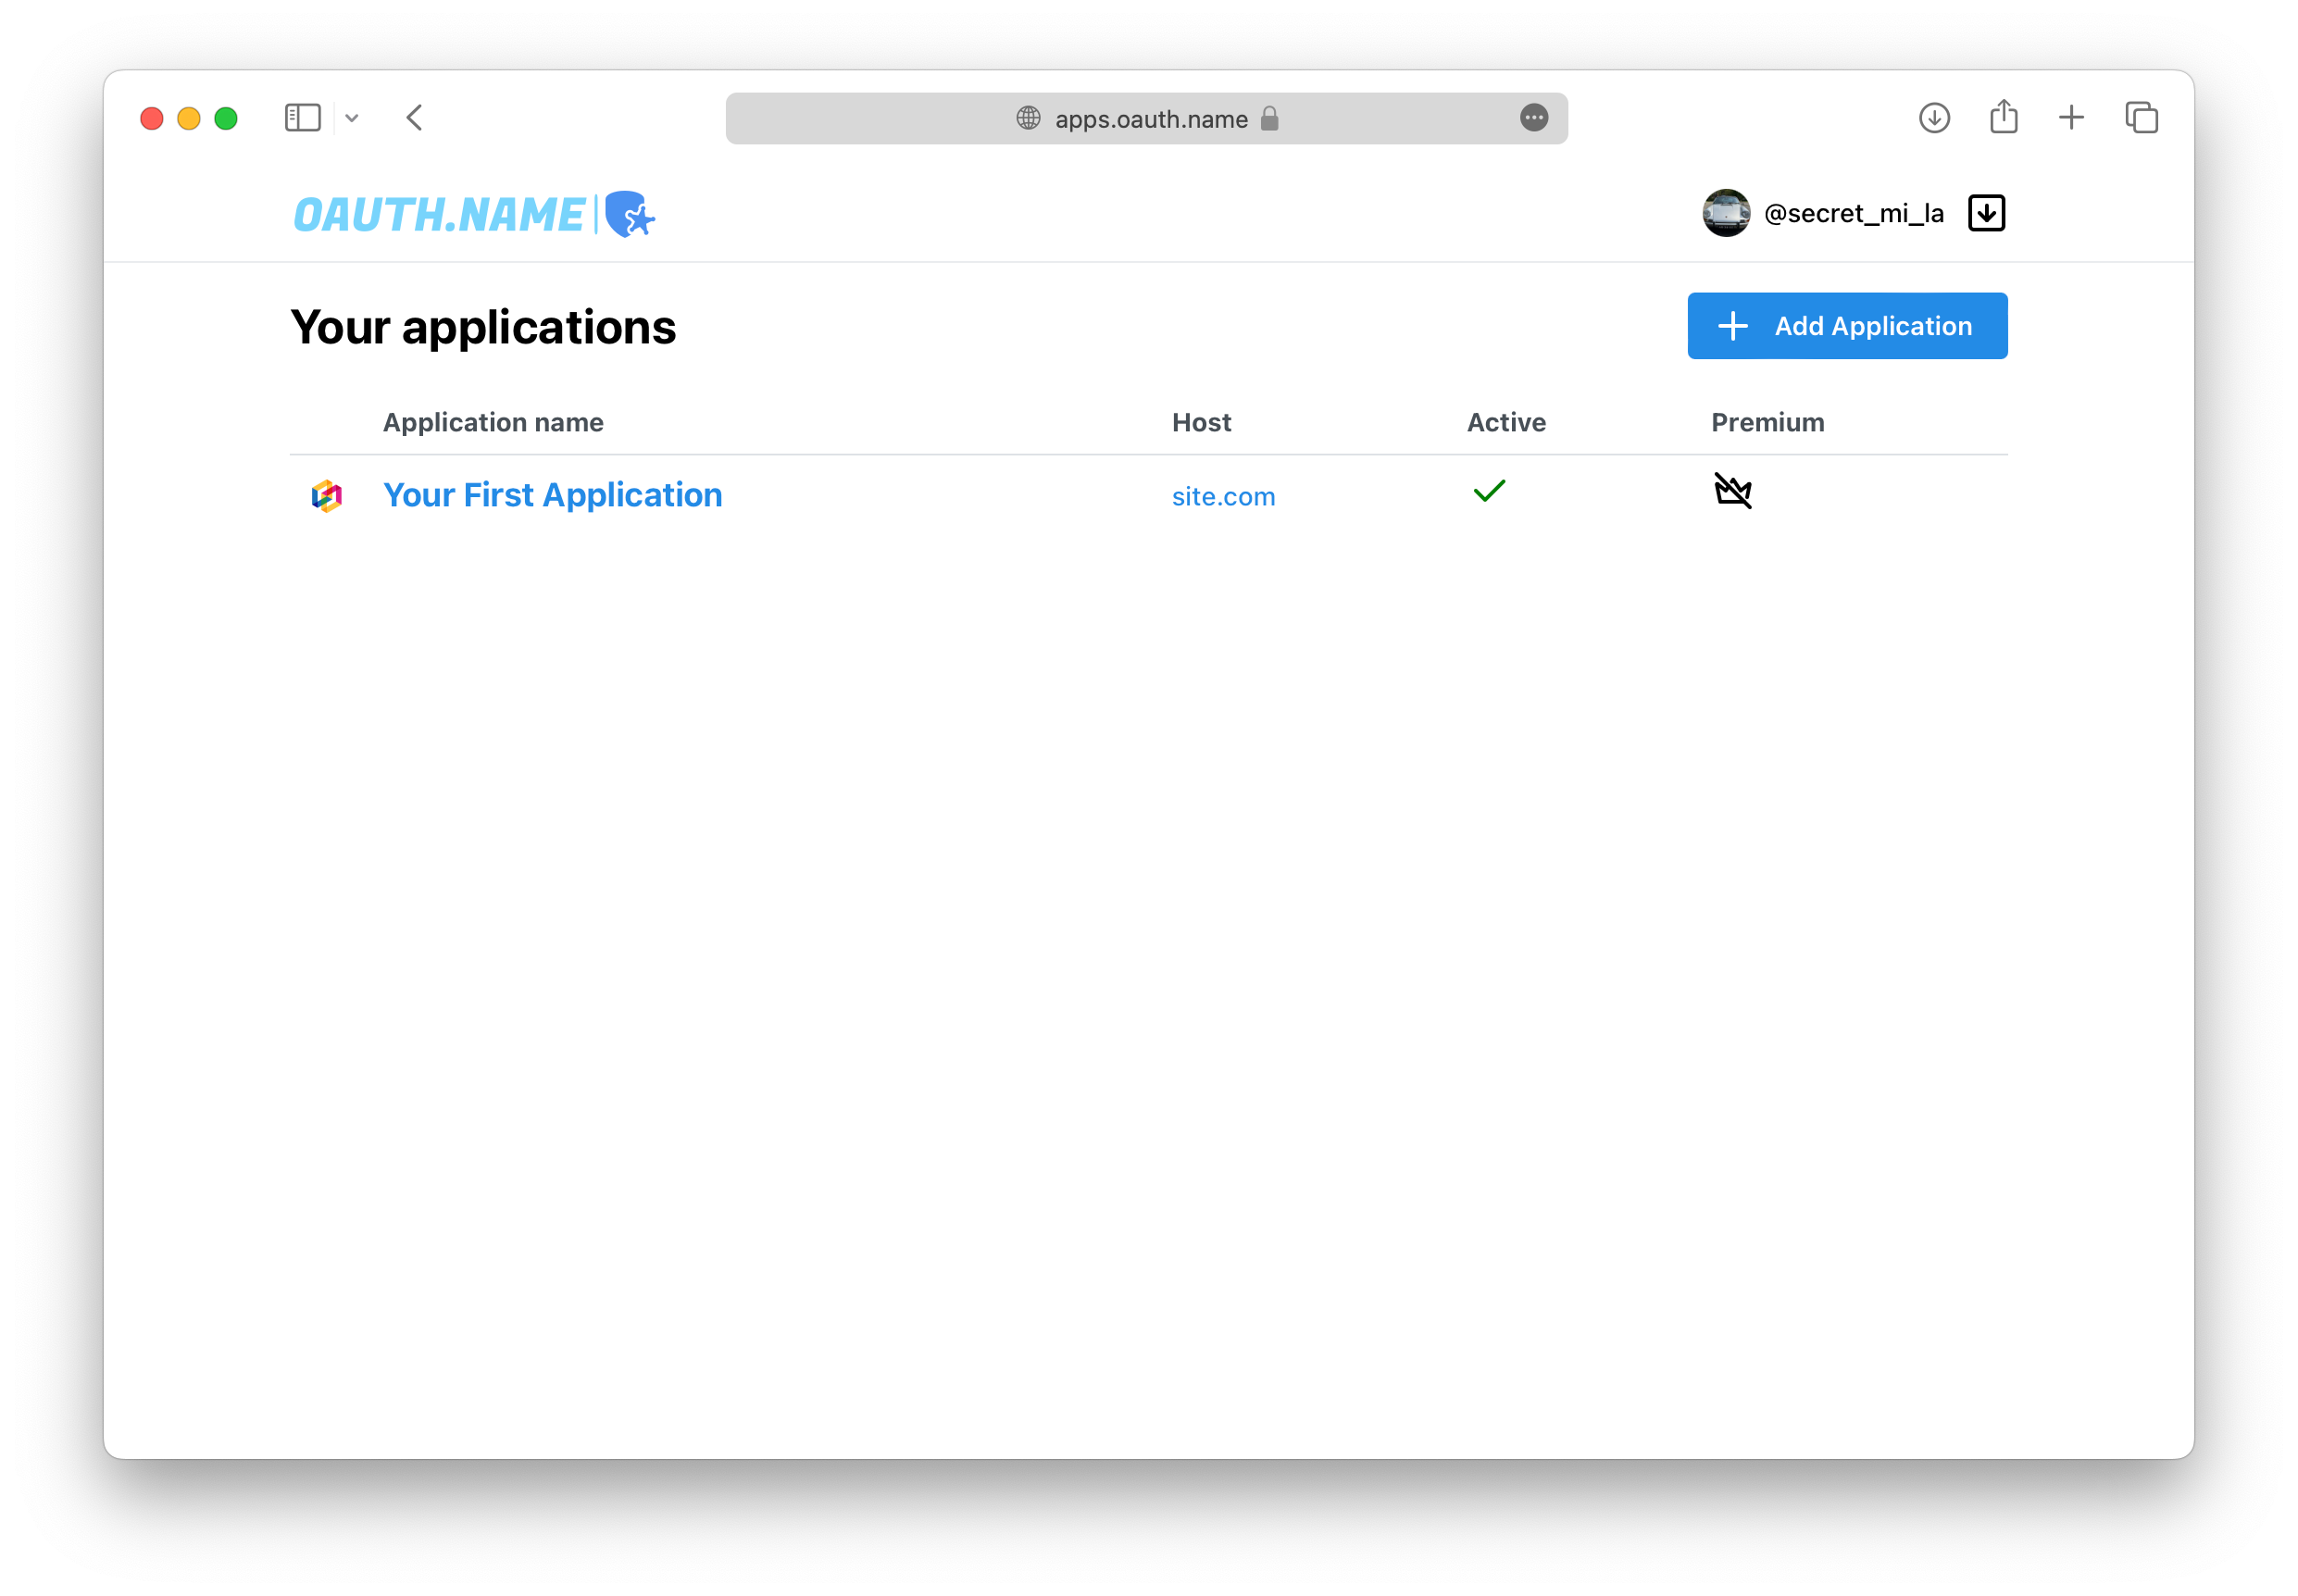 apps.oauth.name
OAUTH.NAME
@secret_mi_la
Your applications
Add Application
Application name Host Active Premium
Your First Application site.com